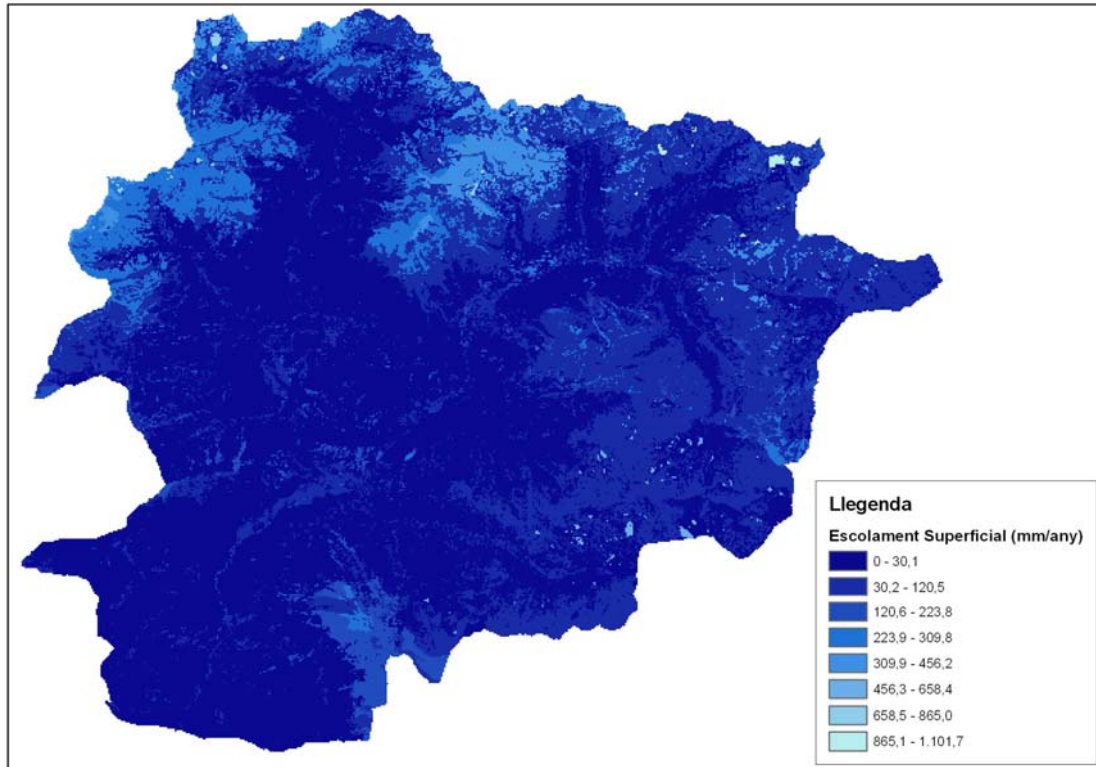 Llegenda
Escolament Superficial (mm/any)
0 - 30,1
30,2 - 120,5
120,6 - 223,8
223,9 - 309,8
309,9 - 456,2
456,3 - 658,4
658,5 - 865,0
865,1 - 1.101,7